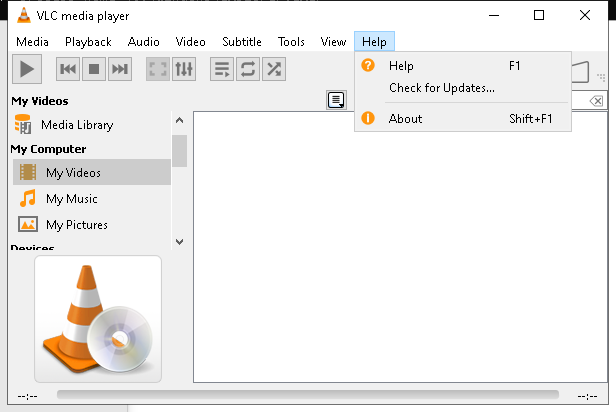 VLC media player
Media Playback Audio Video Subtitle Tools View Help
Help F1
Check for Updates...
About Shift+F1
My Videos
Media Library
My Computer
My Videos
My Music
My Pictures
Devices
--:-- --:--